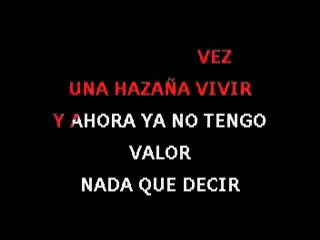 VEZ
UNA HAZAÑA VIVIR
Y AHORA YA NO TENGO
VALOR
NADA QUE DECIR